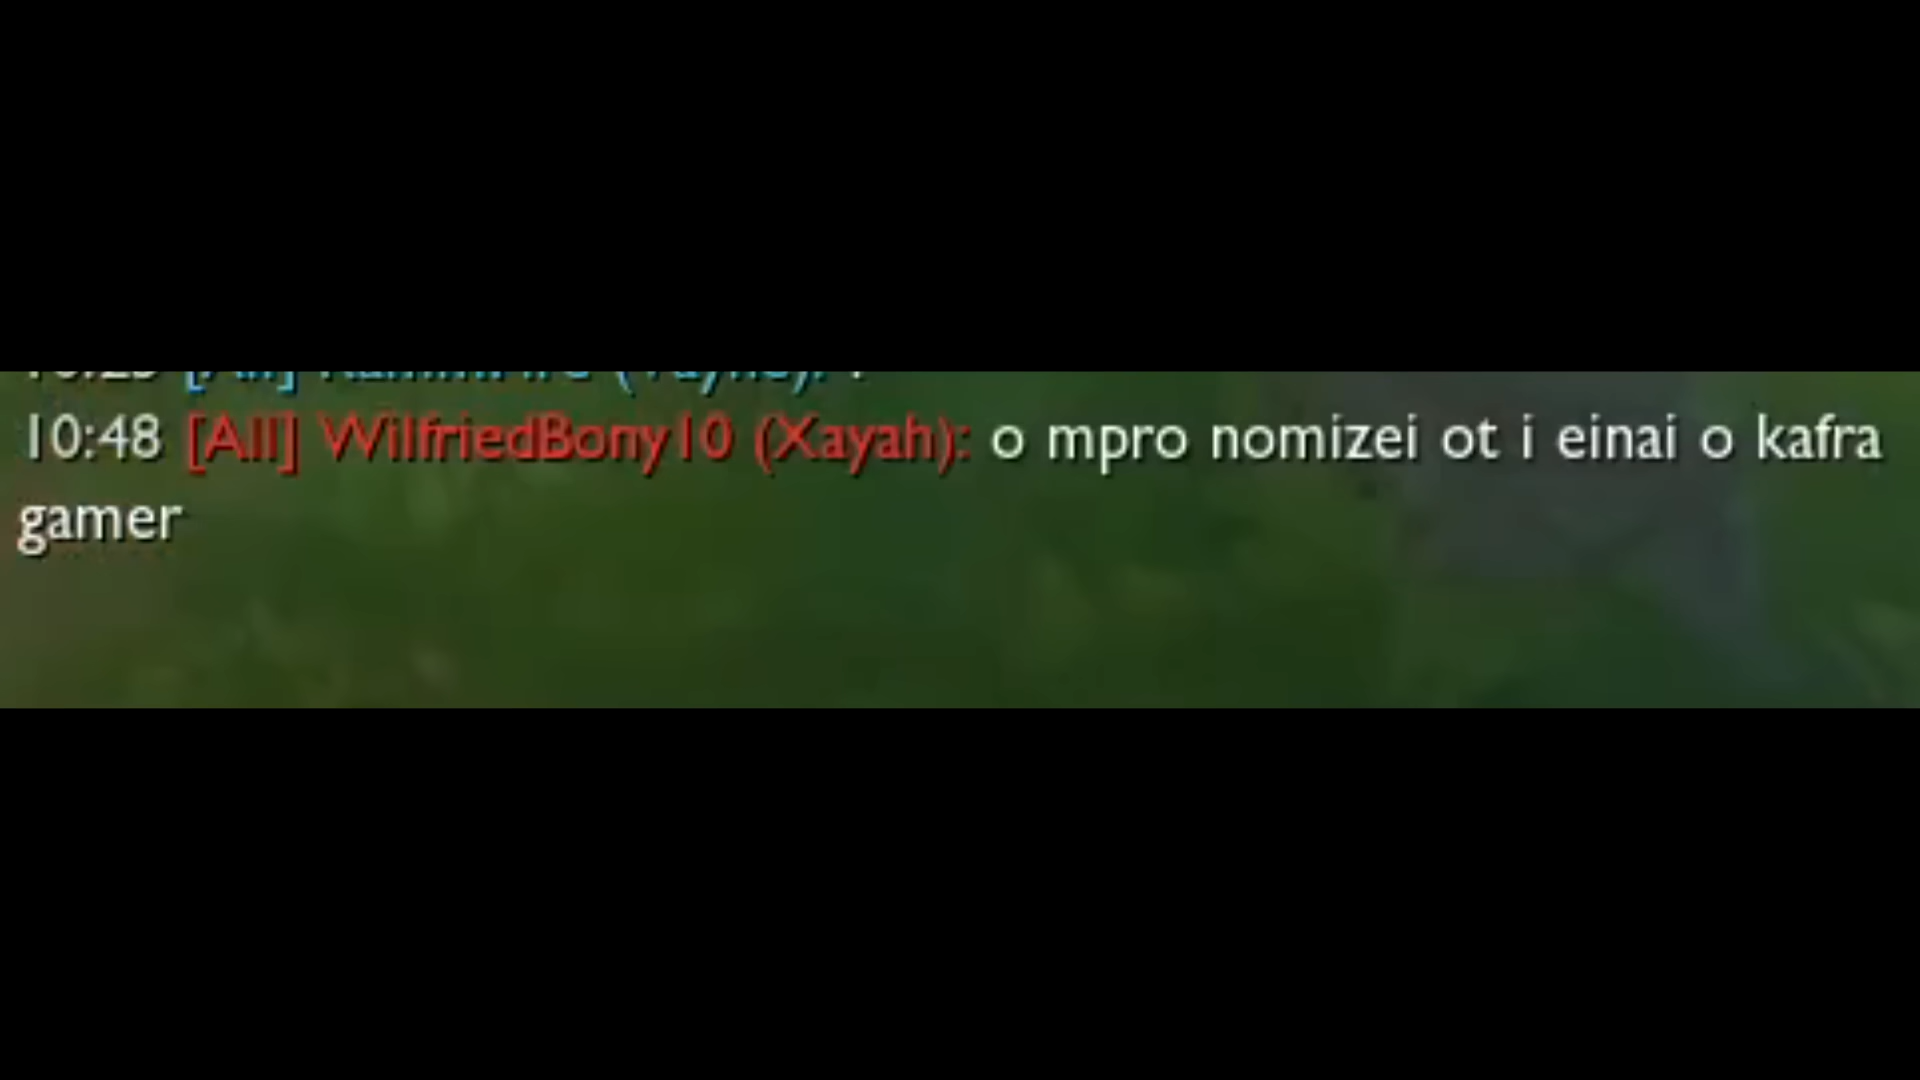 10:48 [All] WilfriedBony10 (Xayah): o mpro nomizei ot i einai o kafra
gamer